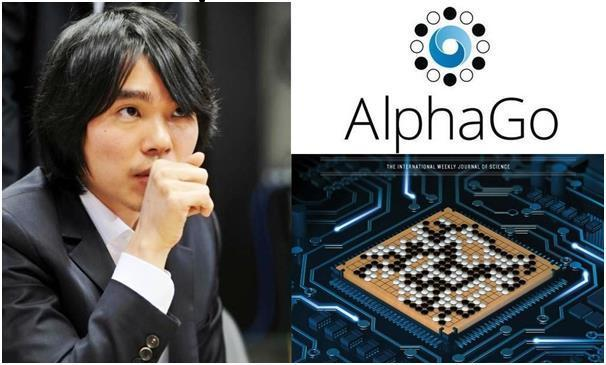 AlphaGo
THE INTERNATIONAL WEEKLY JOURNAL OF SCIENCE